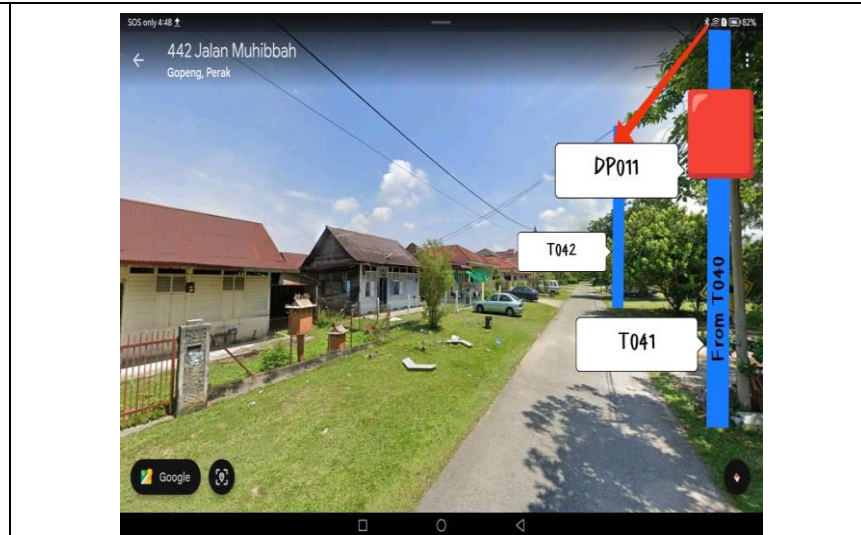 SOS only 4:48
82%
442 Jalan Muhibbah
Gopeng, Perak
DP011
T042
T041
From T040
Google